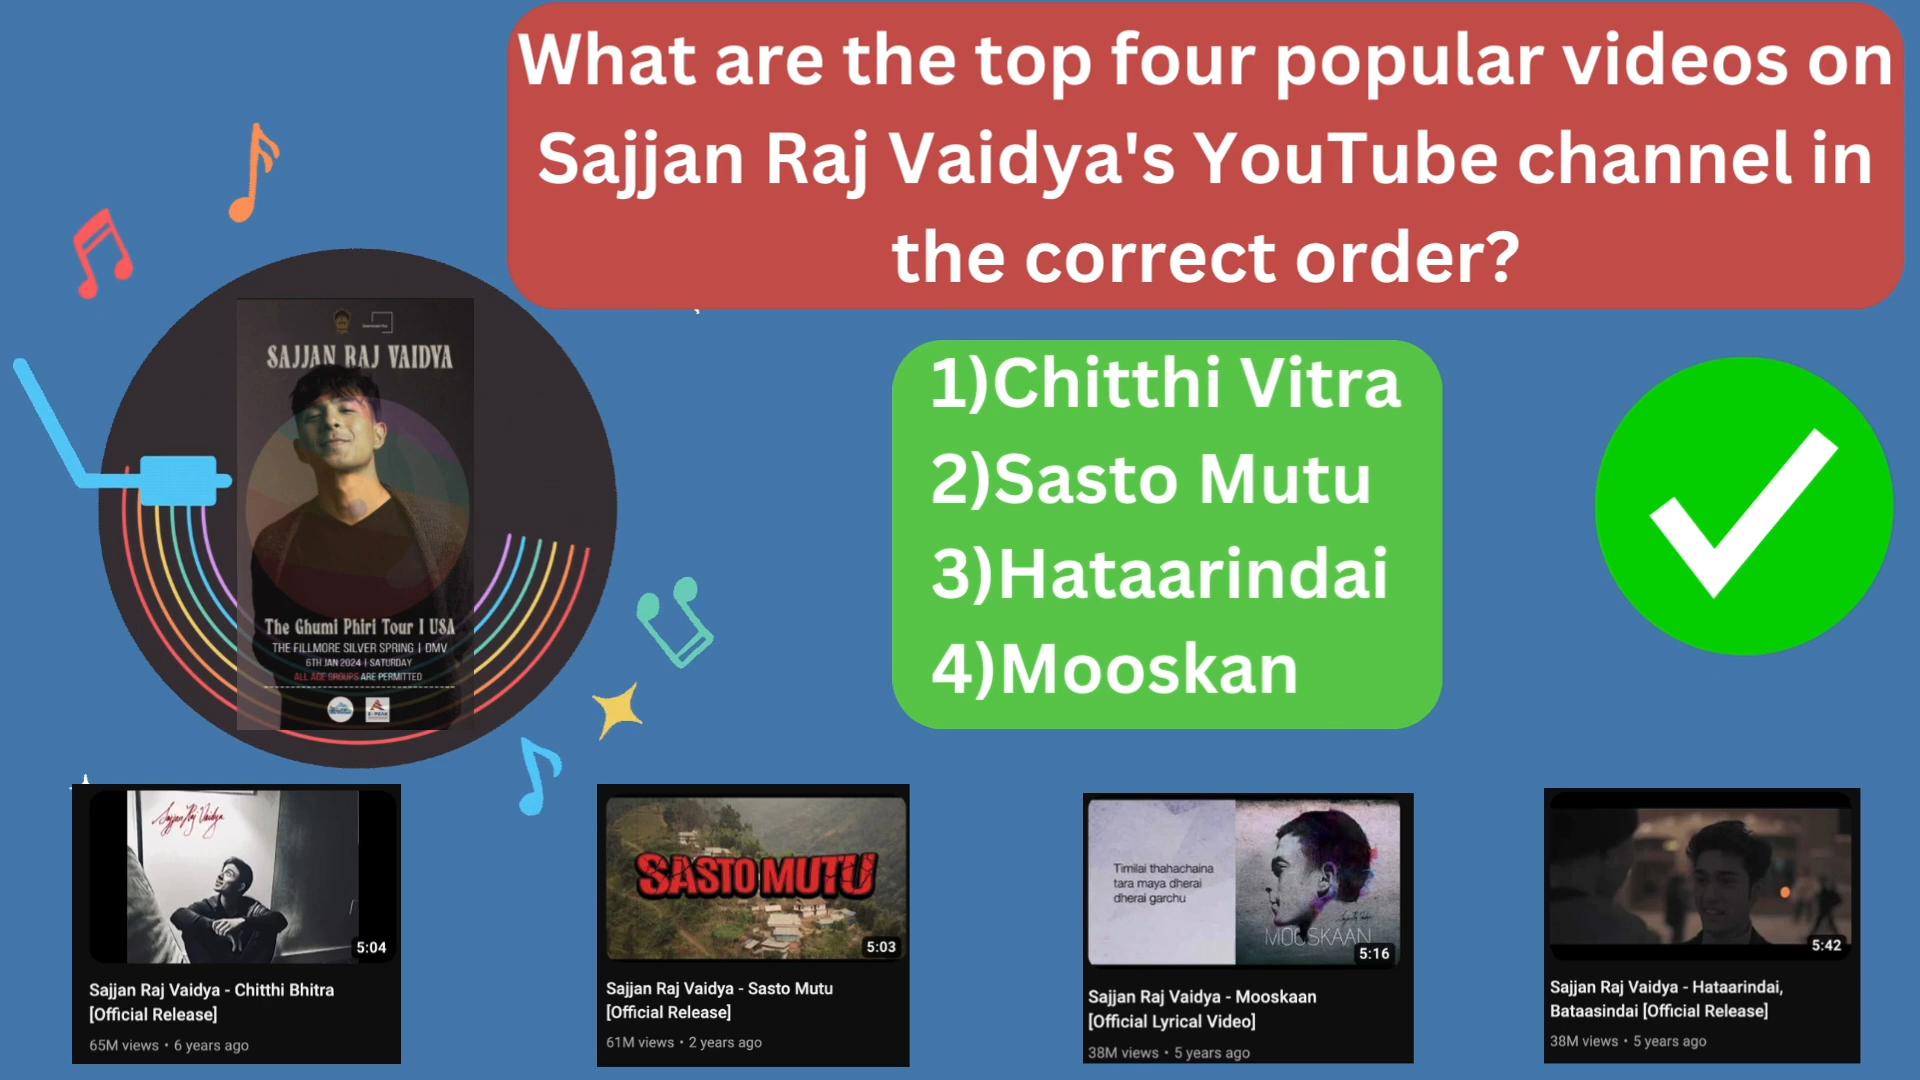 What are the top four popular videos on
Sajjan Raj Vaidya's YouTube channel in
the correct order?
SAJJAN RAJ VAIDYA
The Ghumi Phiri Tour I USA
THE FILLMORE SILVER SPRING | DMV
6TH JAN 2024 | SATURDAY
ALL AGE GROUPS ARE PERMITTED
1)Chitthi Vitra
2)Sasto Mutu
3)Hataarindai
4)Mooskan
Sajjan Raj Vaidya
5:04
Sajjan Raj Vaidya - Chitthi Bhitra
[Official Release]
65M views • 6 years ago
SASTO MUTU
5:03
Sajjan Raj Vaidya - Sasto Mutu
[Official Release]
61M views • 2 years ago
Timilai thahachaina
tara maya dherai
dherai garchu
MOOSKAAN
5:16
Sajjan Raj Vaidya - Mooskaan
[Official Lyrical Video]
38M views • 5 years ago
5:42
Sajjan Raj Vaidya - Hataarindai,
Bataasindai [Official Release]
38M views • 5 years ago